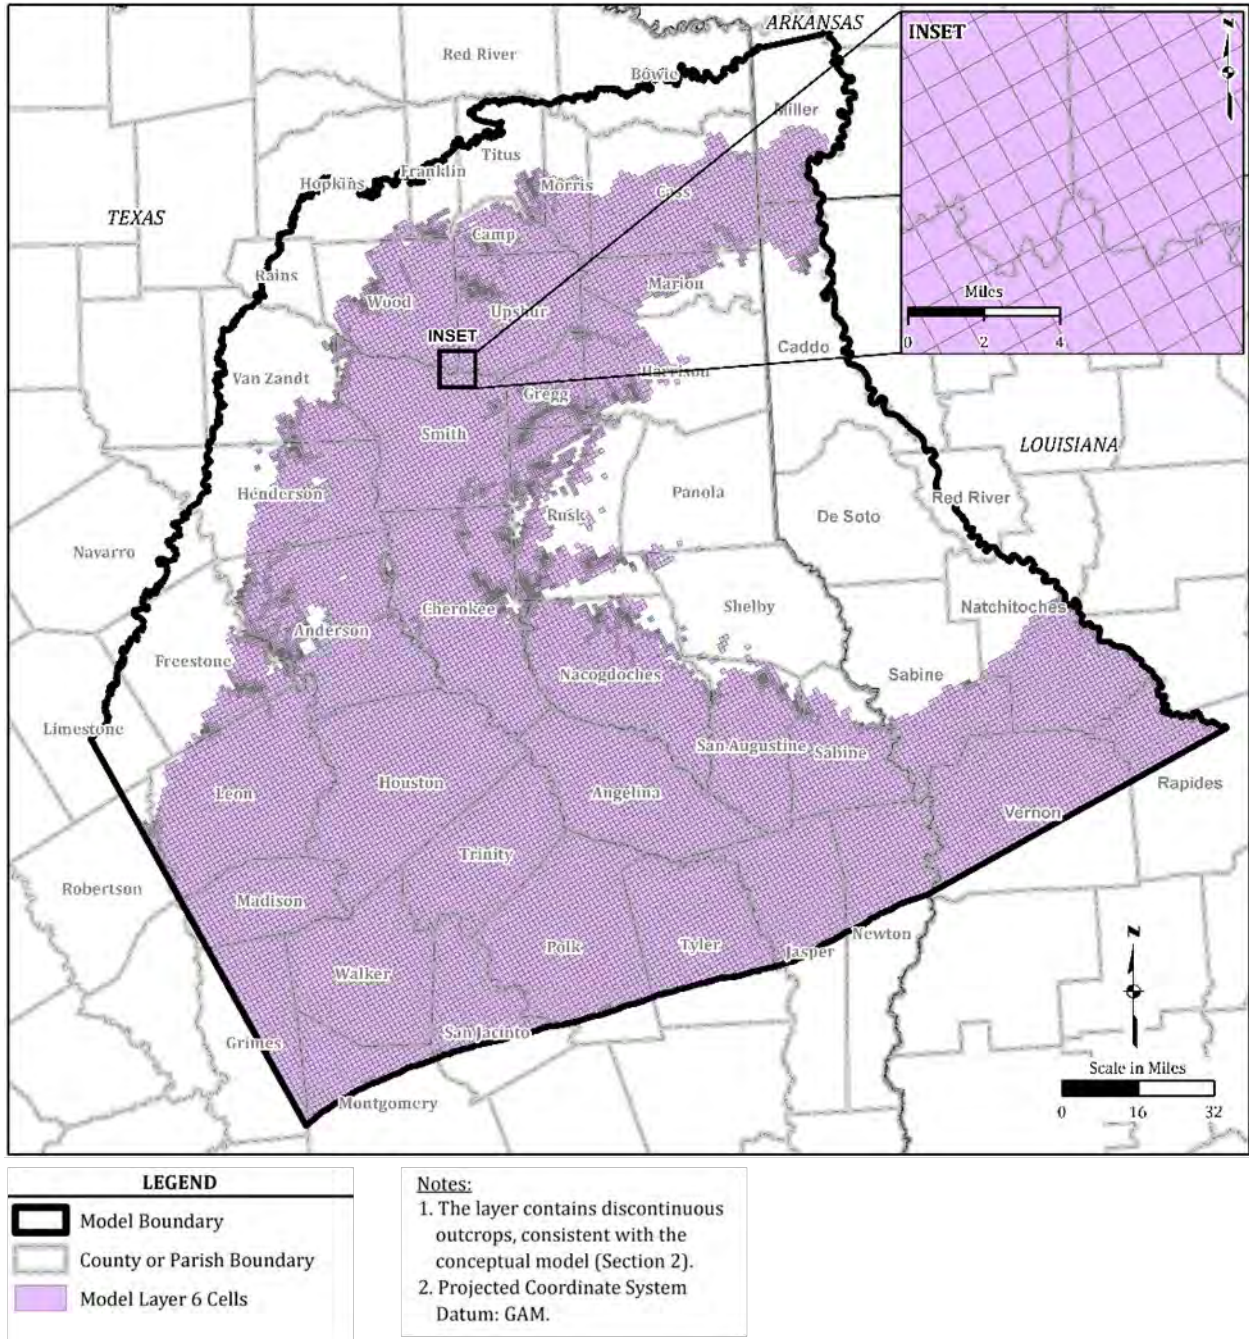 ARKANSAS
Red River
Bowie
INSET
N
Miller
Titus
Franklin
Hopkins
Morris
Cass
TEXAS
Camp
Rains
Marion
Wood
Upshur
Miles
0 2 4
INSET
Caddo
Van Zandt
Harrison
Gregg
Smith
LOUISIANA
Henderson
Panola
Red River
Rusk
De Soto
Navarro
Cherokee
Shelby
Natchitoches
Anderson
Freestone
Nacogdoches
Sabine
Limestone
San Augustine
Sabine
Houston
Angelina
Leon
Rapides
Vernon
Trinity
Robertson
Madison
Newton
N
Polk
Tyler
Jasper
Walker
San Jacinto
Grimes
Scale in Miles
Montgomery
0 16 32
LEGEND
Model Boundary
County or Parish Boundary
Model Layer 6 Cells
Notes:
1. The layer contains discontinuous
outcrops, consistent with the
conceptual model (Section 2).
2. Projected Coordinate System
Datum: GAM.